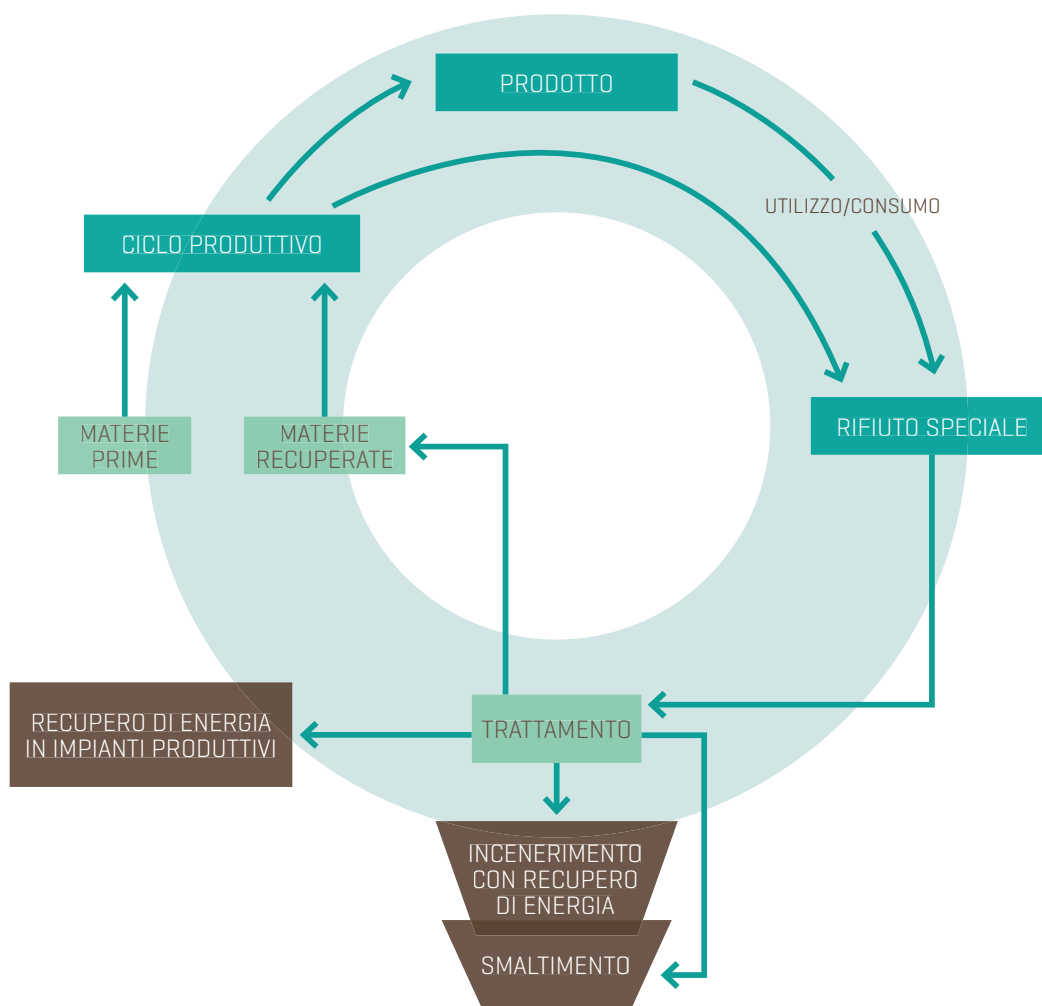 PRODOTTO
UTILIZZO/CONSUMO
CICLO PRODUTTIVO
MATERIE
PRIME
MATERIE
RECUPERATE
RIFIUTO SPECIALE
RECUPERO DI ENERGIA
IN IMPIANTI PRODUTTIVI
TRATTAMENTO
INCENERIMENTO
CON RECUPERO
DI ENERGIA
SMALTIMENTO